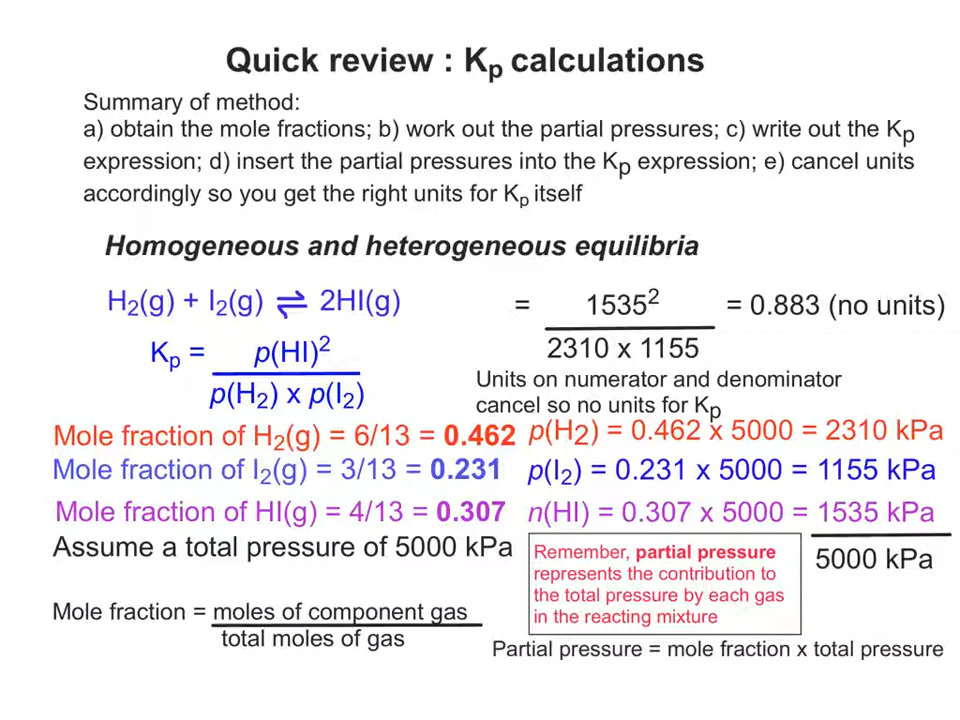 Quick review : Kp calculations
Summary of method:
a) obtain the mole fractions; b) work out the partial pressures; c) write out the Kp
expression; d) insert the partial pressures into the Kp expression; e) cancel units
accordingly so you get the right units for Kp itself
Homogeneous and heterogeneous equilibria
H₂(g) + I₂(g) ⇌ 2HI(g)
Kp = p(HI)²
p(H₂) x p(I₂)
= 1535² = 0.883 (no units)
2310 x 1155
Units on numerator and denominator
cancel so no units for Kp
Mole fraction of H₂(g) = 6/13 = 0.462
p(H₂) = 0.462 x 5000 = 2310 kPa
Mole fraction of I₂(g) = 3/13 = 0.231
p(I₂) = 0.231 x 5000 = 1155 kPa
Mole fraction of HI(g) = 4/13 = 0.307
n(HI) = 0.307 x 5000 = 1535 kPa
5000 kPa
Assume a total pressure of 5000 kPa
Remember, partial pressure
represents the contribution to
the total pressure by each gas
in the reacting mixture
Mole fraction = moles of component gas
total moles of gas
Partial pressure = mole fraction x total pressure